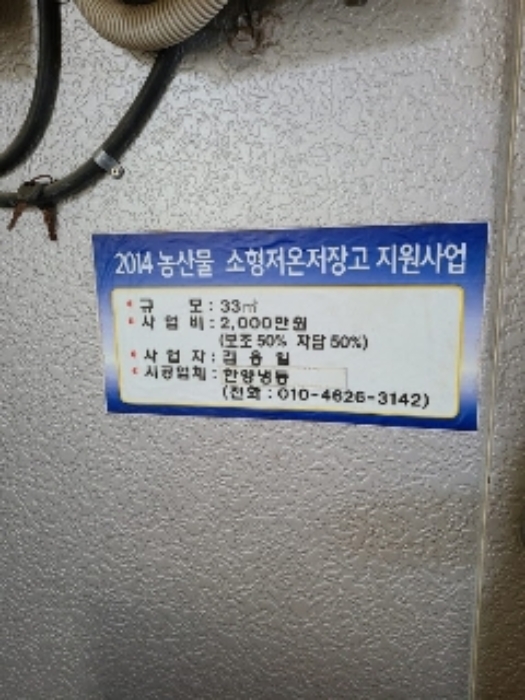 2014 농산물 소형저온저장고 지원사업
규 모 : 33㎡
사 업 비 : 2,000만원
(보조 50% 자담 50%)
사 업 자 : 김 용 일
시공업체 : 한양냉동
(전화 : 010-4626-3142)